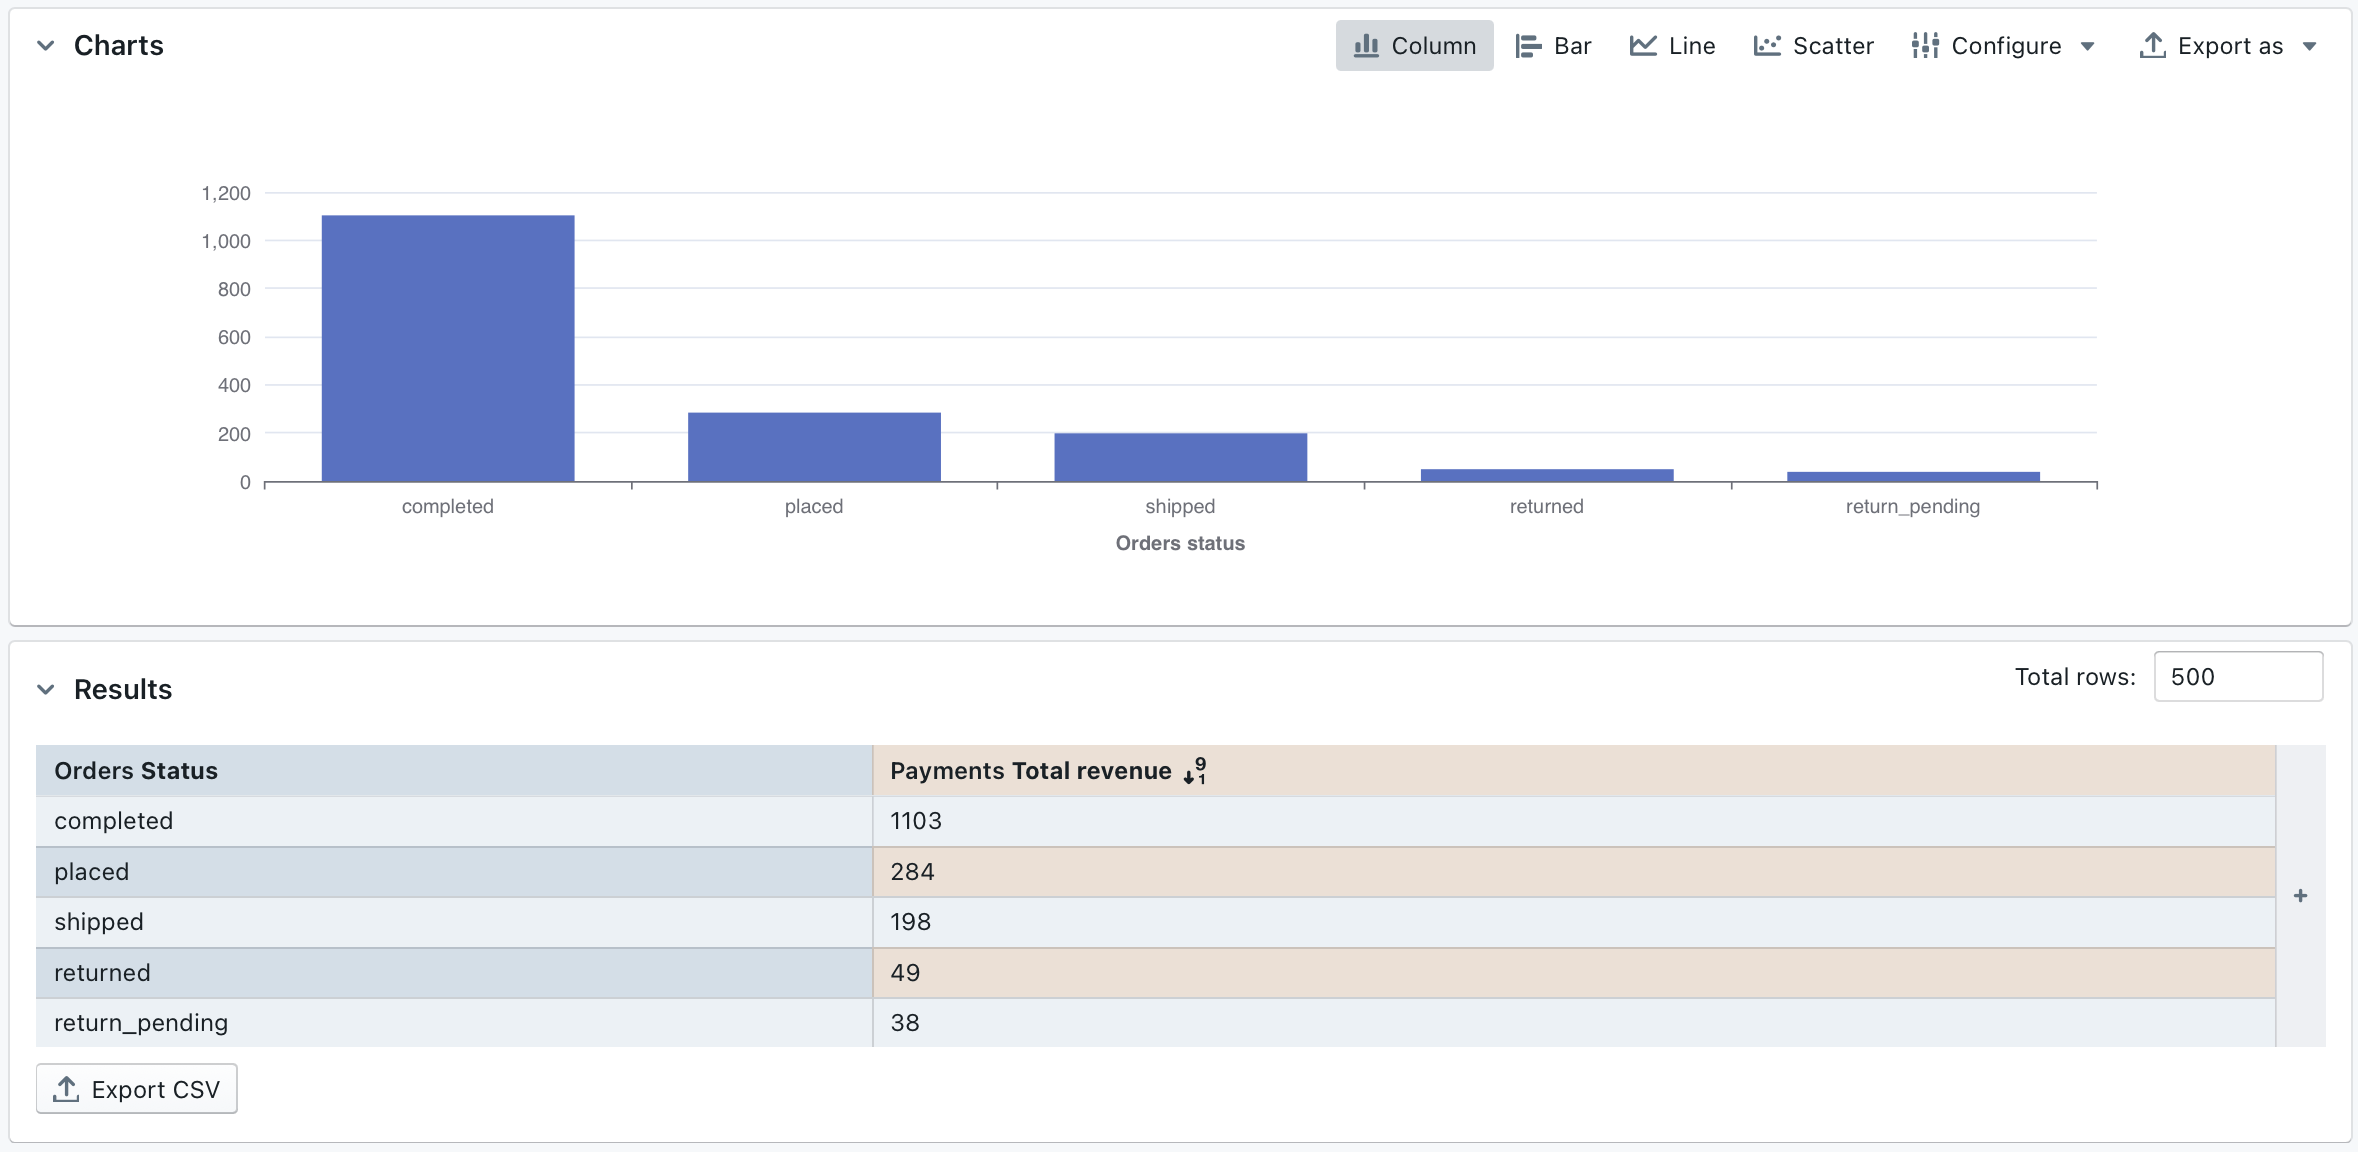 Charts
Column Bar Line Scatter Configure Export as
1,200
1,000
800
600
400
200
0
completed placed shipped returned return_pending
Orders status
Results
Total rows: 500
Orders Status Payments Total revenue
completed 1103
placed 284
shipped 198
returned 49
return_pending 38
+
Export CSV